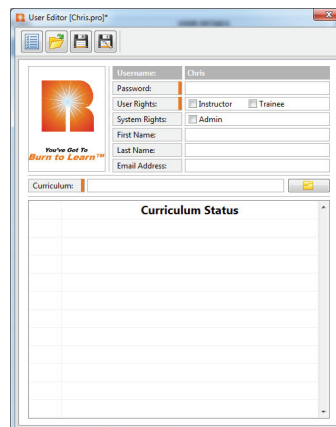 User Editor [Chris.pro]*
Username: Chris
Password:
User Rights: Instructor Trainee
System Rights: Admin
First Name:
Last Name:
Email Address:
You've Got To
Burn to Learn™
Curriculum:
Curriculum Status